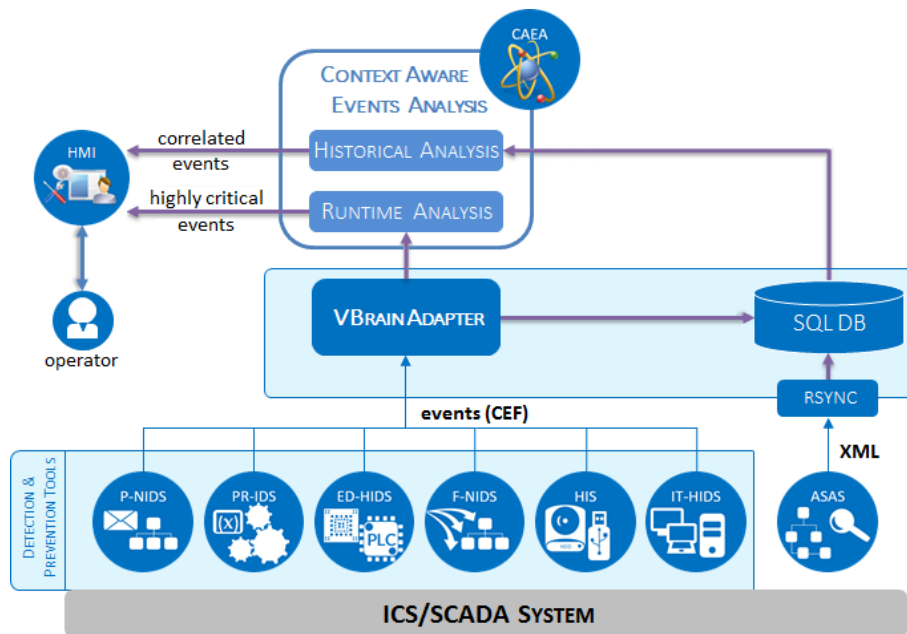 CAEA
CONTEXT AWARE
EVENTS ANALYSIS
HISTORICAL ANALYSIS
RUNTIME ANALYSIS
correlated
events
highly critical
events
HMI
operator
VBRAIN ADAPTER
SQL DB
RSYNC
events (CEF)
XML
DETECTION &
PREVENTION TOOLS
P-NIDS
PR-IDS
(X)
ED-HIDS
PLC
F-NIDS
HIS
HDD
IT-HIDS
ASAS
ICS/SCADA SYSTEM